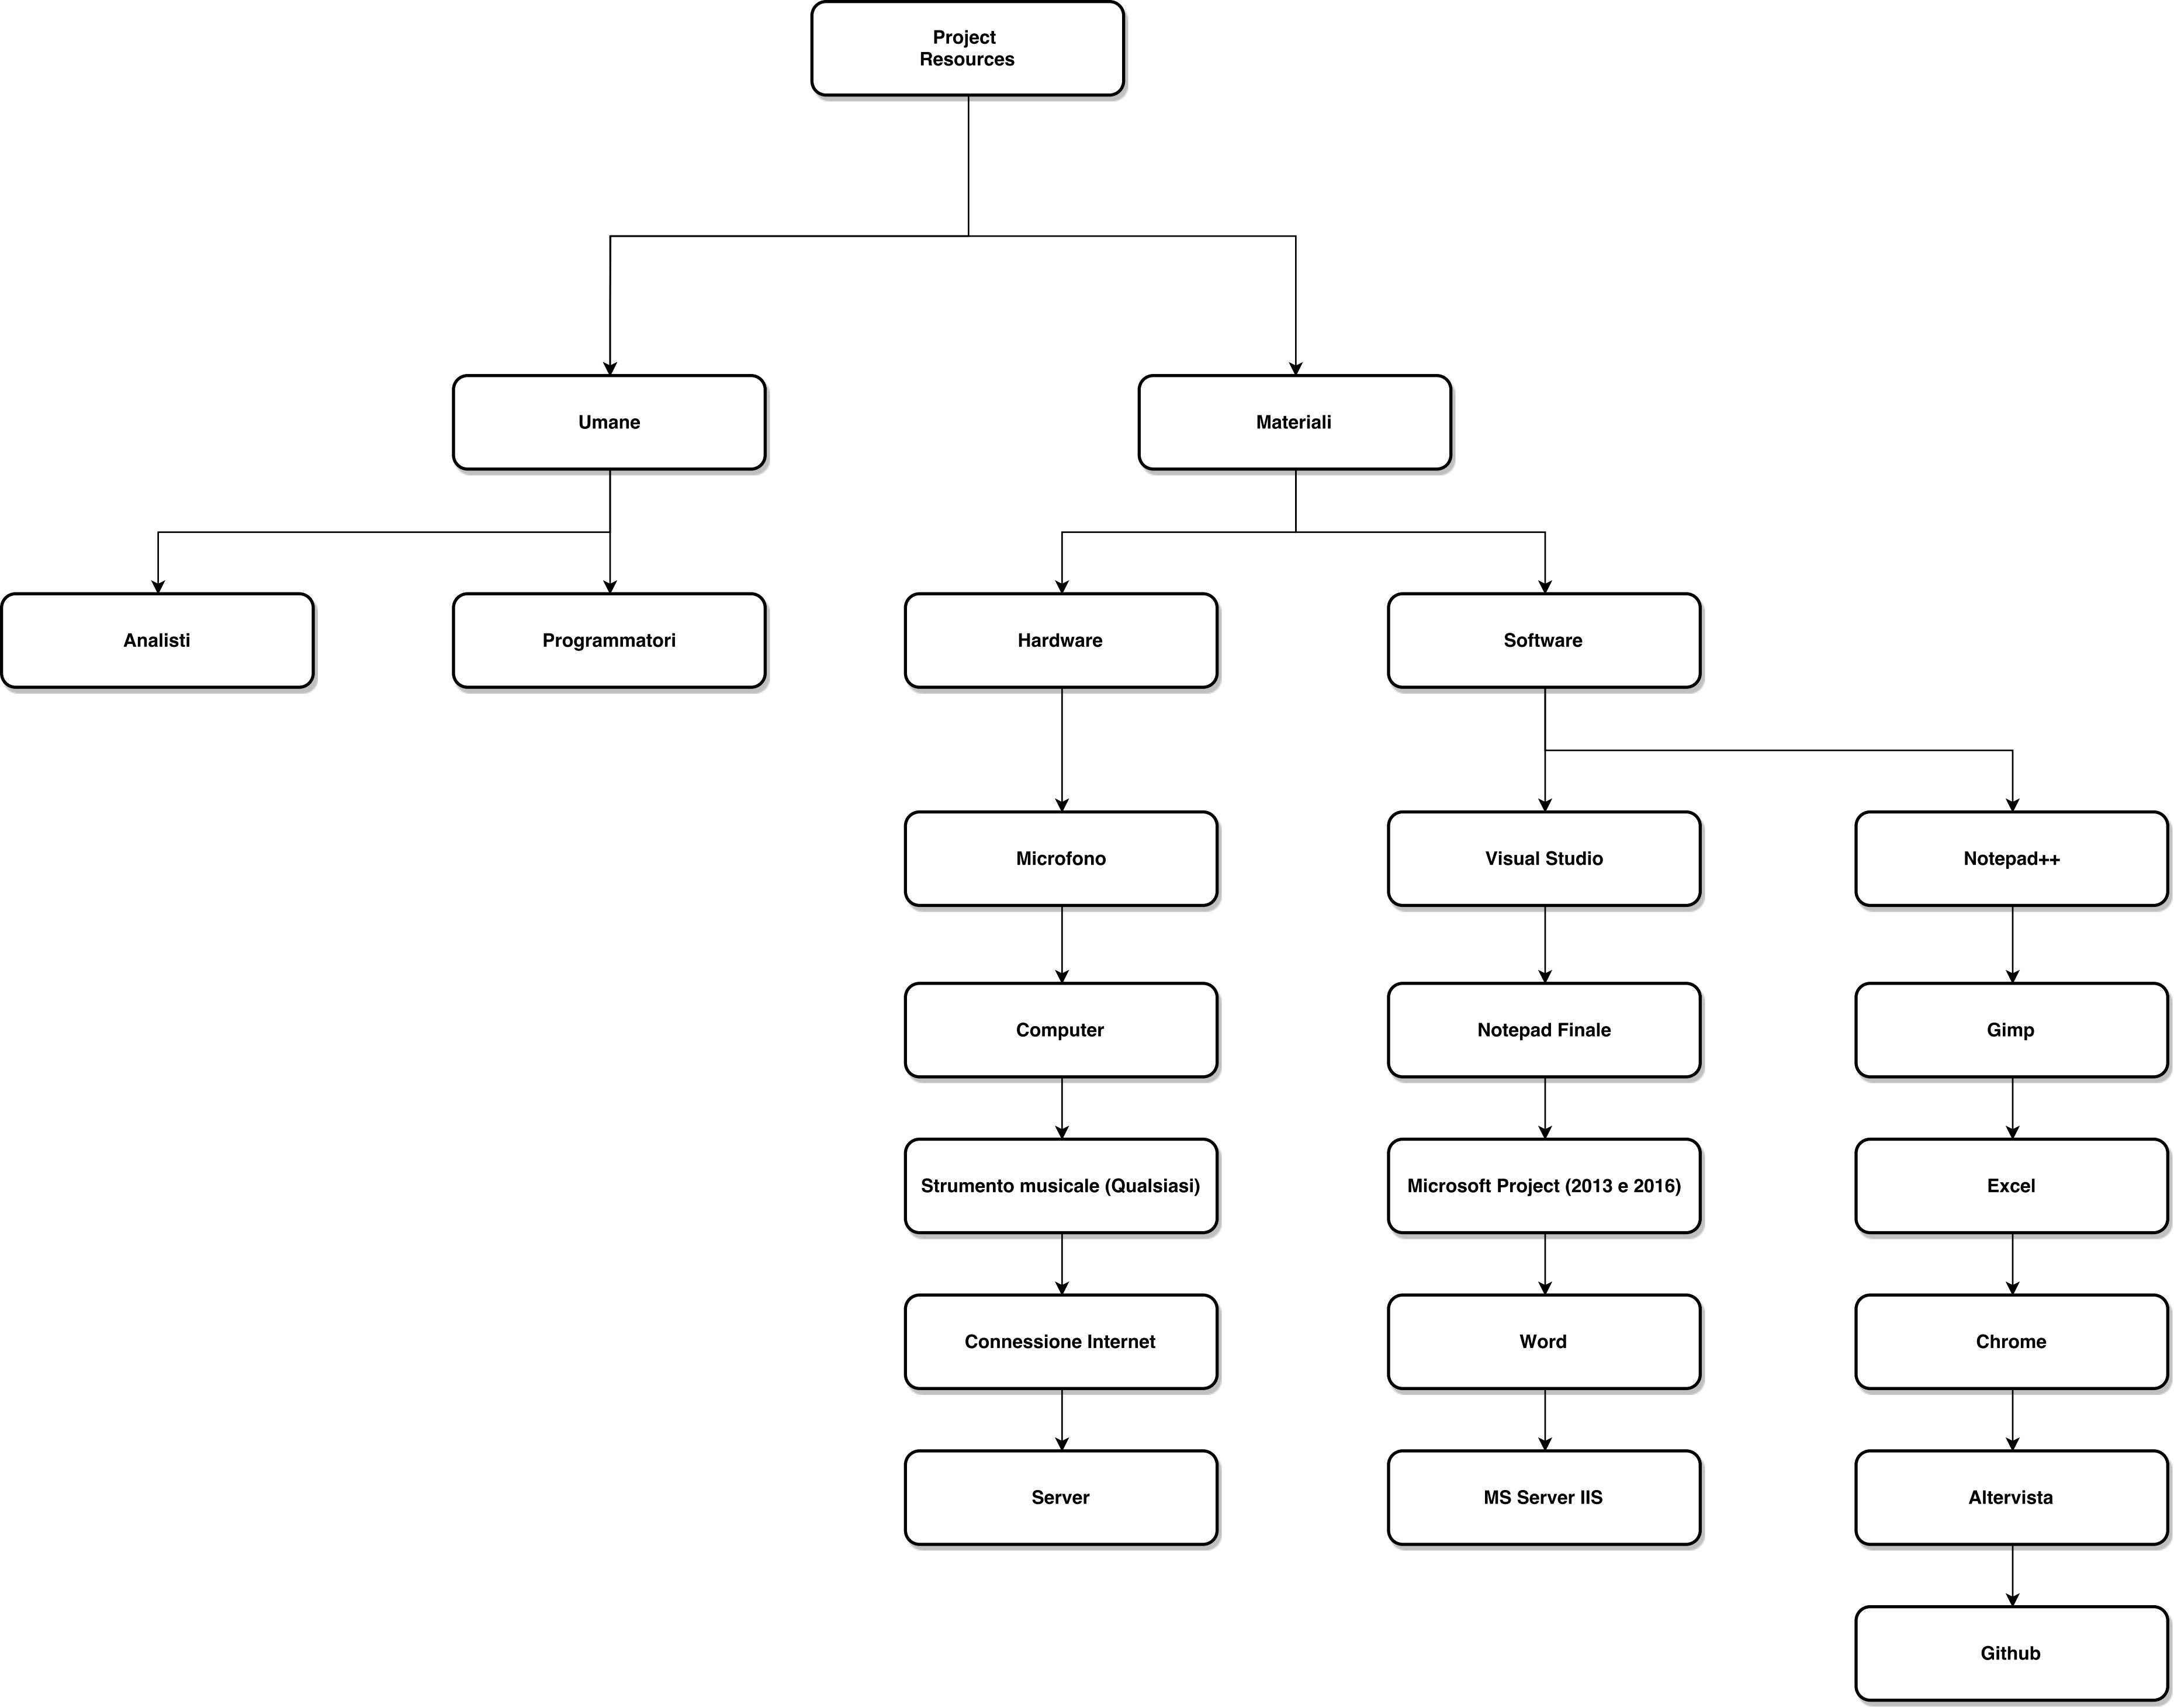 Project
Resources
Umane
Materiali
Analisti
Programmatori
Hardware
Software
Microfono
Visual Studio
Notepad++
Computer
Notepad Finale
Gimp
Strumento musicale (Qualsiasi)
Microsoft Project (2013 e 2016)
Excel
Connessione Internet
Word
Chrome
Server
MS Server IIS
Altervista
Github